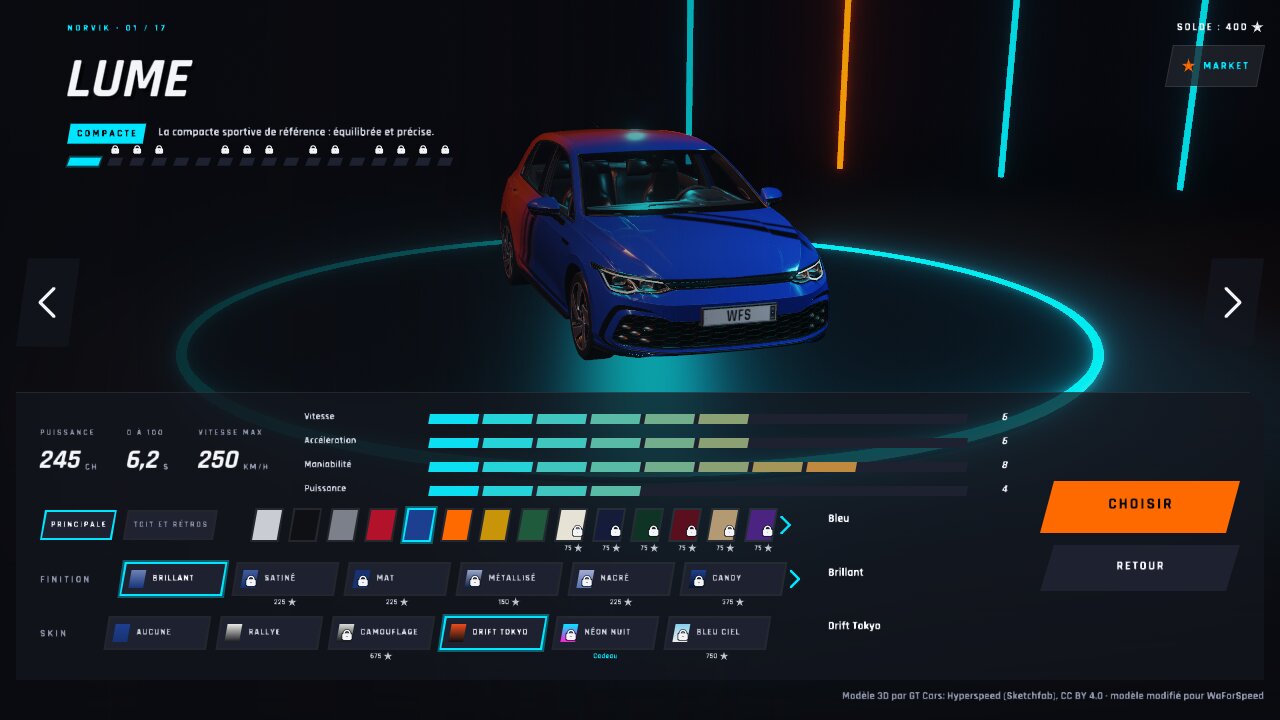 NORVIK · 01 / 17
SOLDE : 400 ★
LUME
★ MARKET
COMPACTE La compacte sportive de référence : équilibrée et précise.
WFS
PUISSANCE 0 À 100 VITESSE MAX
245 CH 6,2 S 250 KM/H
Vitesse 6
Accélération 6
Maniabilité 8
Puissance 4
CHOISIR
PRINCIPALE TOIT ET RÉTROS Bleu
75 ★ 75 ★ 75 ★ 75 ★ 75 ★ 75 ★
RETOUR
FINITION BRILLANT SATINÉ MAT MÉTALLISÉ NACRÉ CANDY Brillant
225 ★ 225 ★ 150 ★ 225 ★ 375 ★
SKIN AUCUNE RALLYE CAMOUFLAGE DRIFT TOKYO NÉON NUIT BLEU CIEL Drift Tokyo
675 ★ Cadeau 750 ★
Modèle 3D par GT Cars: Hyperspeed (Sketchfab), CC BY 4.0 · modèle modifié pour WaForSpeed